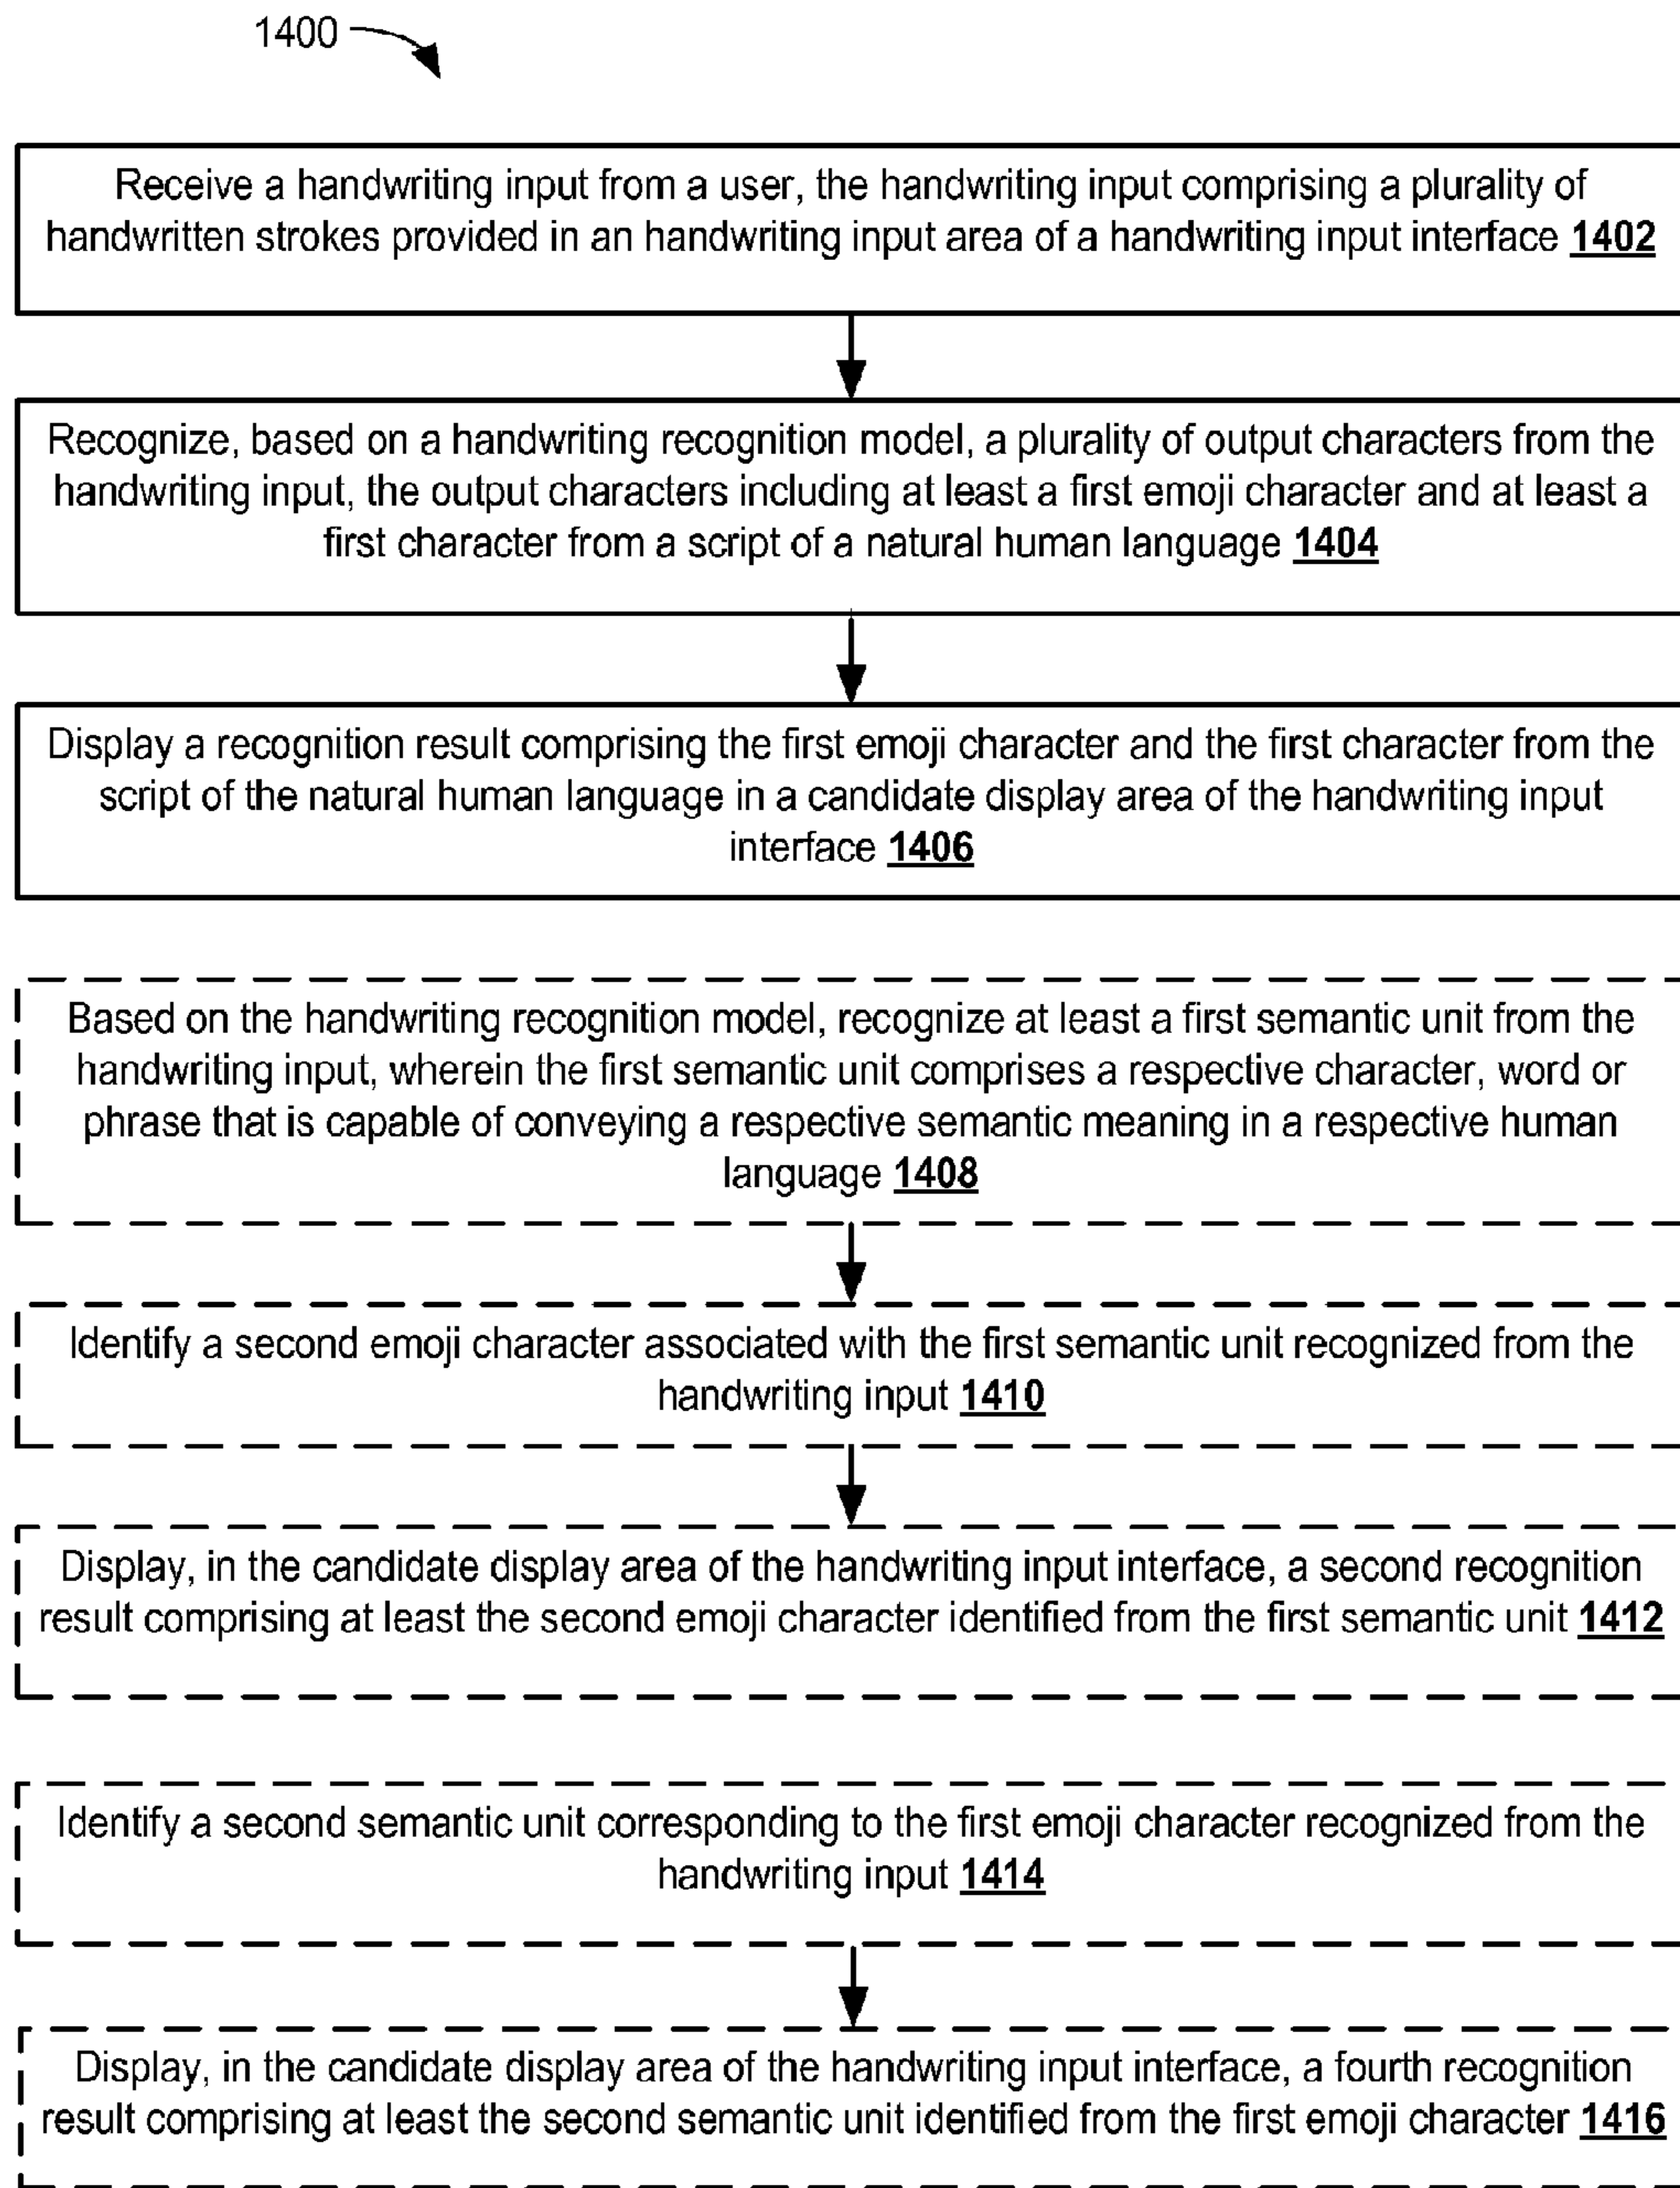 1400
Receive a handwriting input from a user, the handwriting input comprising a plurality of
handwritten strokes provided in an handwriting input area of a handwriting input interface 1402
Recognize, based on a handwriting recognition model, a plurality of output characters from the
handwriting input, the output characters including at least a first emoji character and at least a
first character from a script of a natural human language 1404
Display a recognition result comprising the first emoji character and the first character from the
script of the natural human language in a candidate display area of the handwriting input
interface 1406
Based on the handwriting recognition model, recognize at least a first semantic unit from the
handwriting input, wherein the first semantic unit comprises a respective character, word or
phrase that is capable of conveying a respective semantic meaning in a respective human
language 1408
Identify a second emoji character associated with the first semantic unit recognized from the
handwriting input 1410
Display, in the candidate display area of the handwriting input interface, a second recognition
result comprising at least the second emoji character identified from the first semantic unit 1412
Identify a second semantic unit corresponding to the first emoji character recognized from the
handwriting input 1414
Display, in the candidate display area of the handwriting input interface, a fourth recognition
result comprising at least the second semantic unit identified from the first emoji character 1416